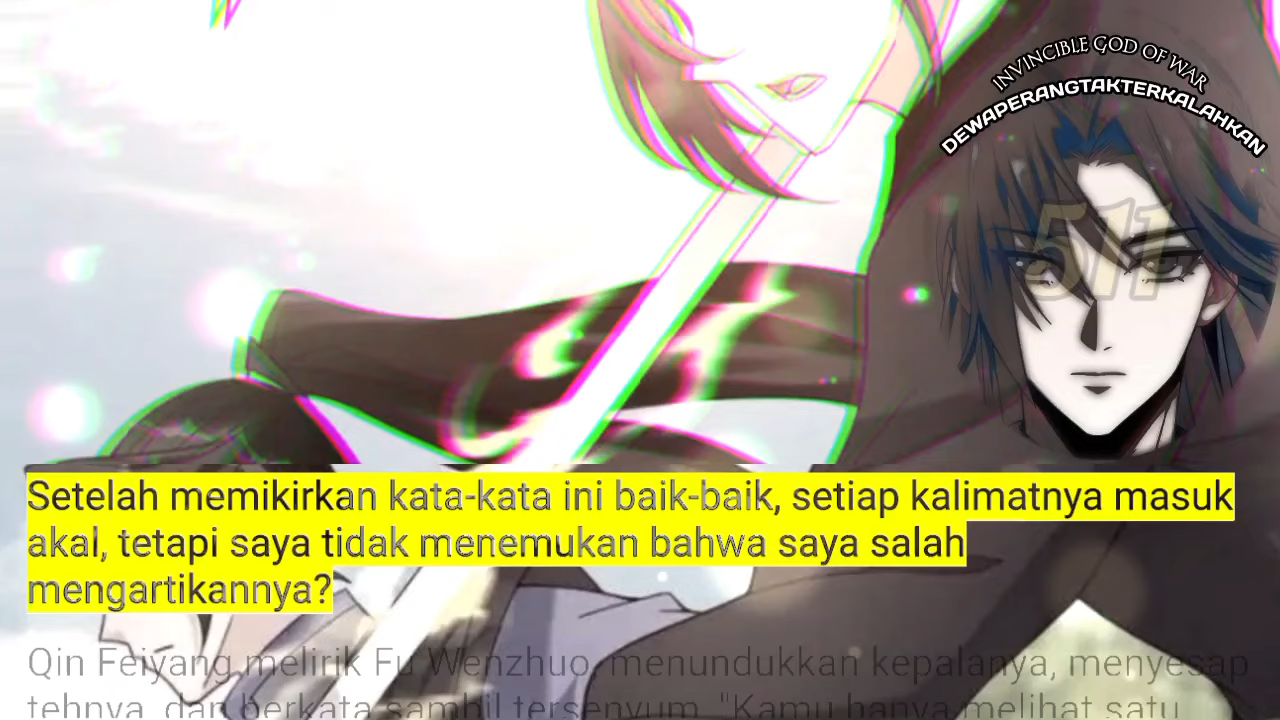 INVINCIBLE GOD OF WAR
DEWAPERANGTAKTERKALAHKAN
511
Setelah memikirkan kata-kata ini baik-baik, setiap kalimatnya masuk
akal, tetapi saya tidak menemukan bahwa saya salah
mengartikannya?
Qin Feiyang melirik Fu Wenzhuo, menundukkan kepalanya, menyesap
tehnya, dan berkata sambil tersenyum, "Kamu hanya melihat satu